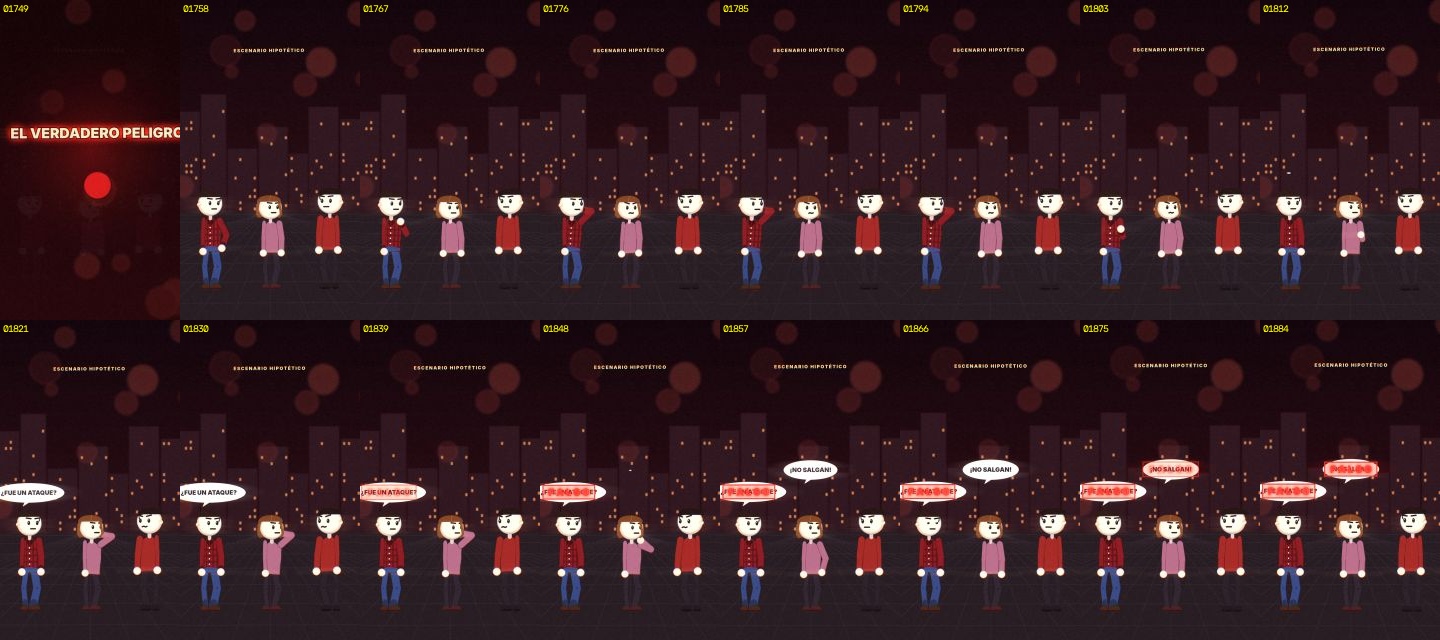 01749
EL VERDADERO PELIGRO
01758
ESCENARIO HIPOTÉTICO
01767
ESCENARIO HIPOTÉTICO
01776
ESCENARIO HIPOTÉTICO
01785
ESCENARIO HIPOTÉTICO
01794
ESCENARIO HIPOTÉTICO
01803
ESCENARIO HIPOTÉTICO
01812
ESCENARIO HIPOTÉTICO
01821
ESCENARIO HIPOTÉTICO
¿FUE UN ATAQUE?
01830
ESCENARIO HIPOTÉTICO
¿FUE UN ATAQUE?
01839
ESCENARIO HIPOTÉTICO
¿FUE UN ATAQUE?
01848
ESCENARIO HIPOTÉTICO
01857
ESCENARIO HIPOTÉTICO
¡NO SALGAN!
01866
ESCENARIO HIPOTÉTICO
¡NO SALGAN!
01875
ESCENARIO HIPOTÉTICO
¡NO SALGAN!
01884
ESCENARIO HIPOTÉTICO